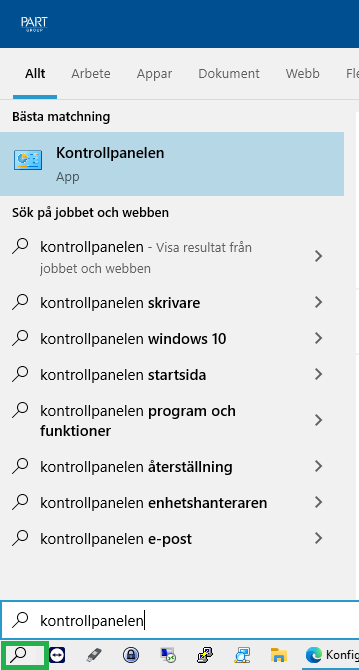 PART
GROUP
Allt Arbete Appar Dokument Webb Fle
Bästa matchning
Kontrollpanelen
App
Sök på jobbet och webben
kontrollpanelen - Visa resultat från
jobbet och webben
kontrollpanelen skrivare
kontrollpanelen windows 10
kontrollpanelen startsida
kontrollpanelen program och
funktioner
kontrollpanelen återställning
kontrollpanelen enhetshanteraren
kontrollpanelen e-post
kontrollpanelen
Konfig